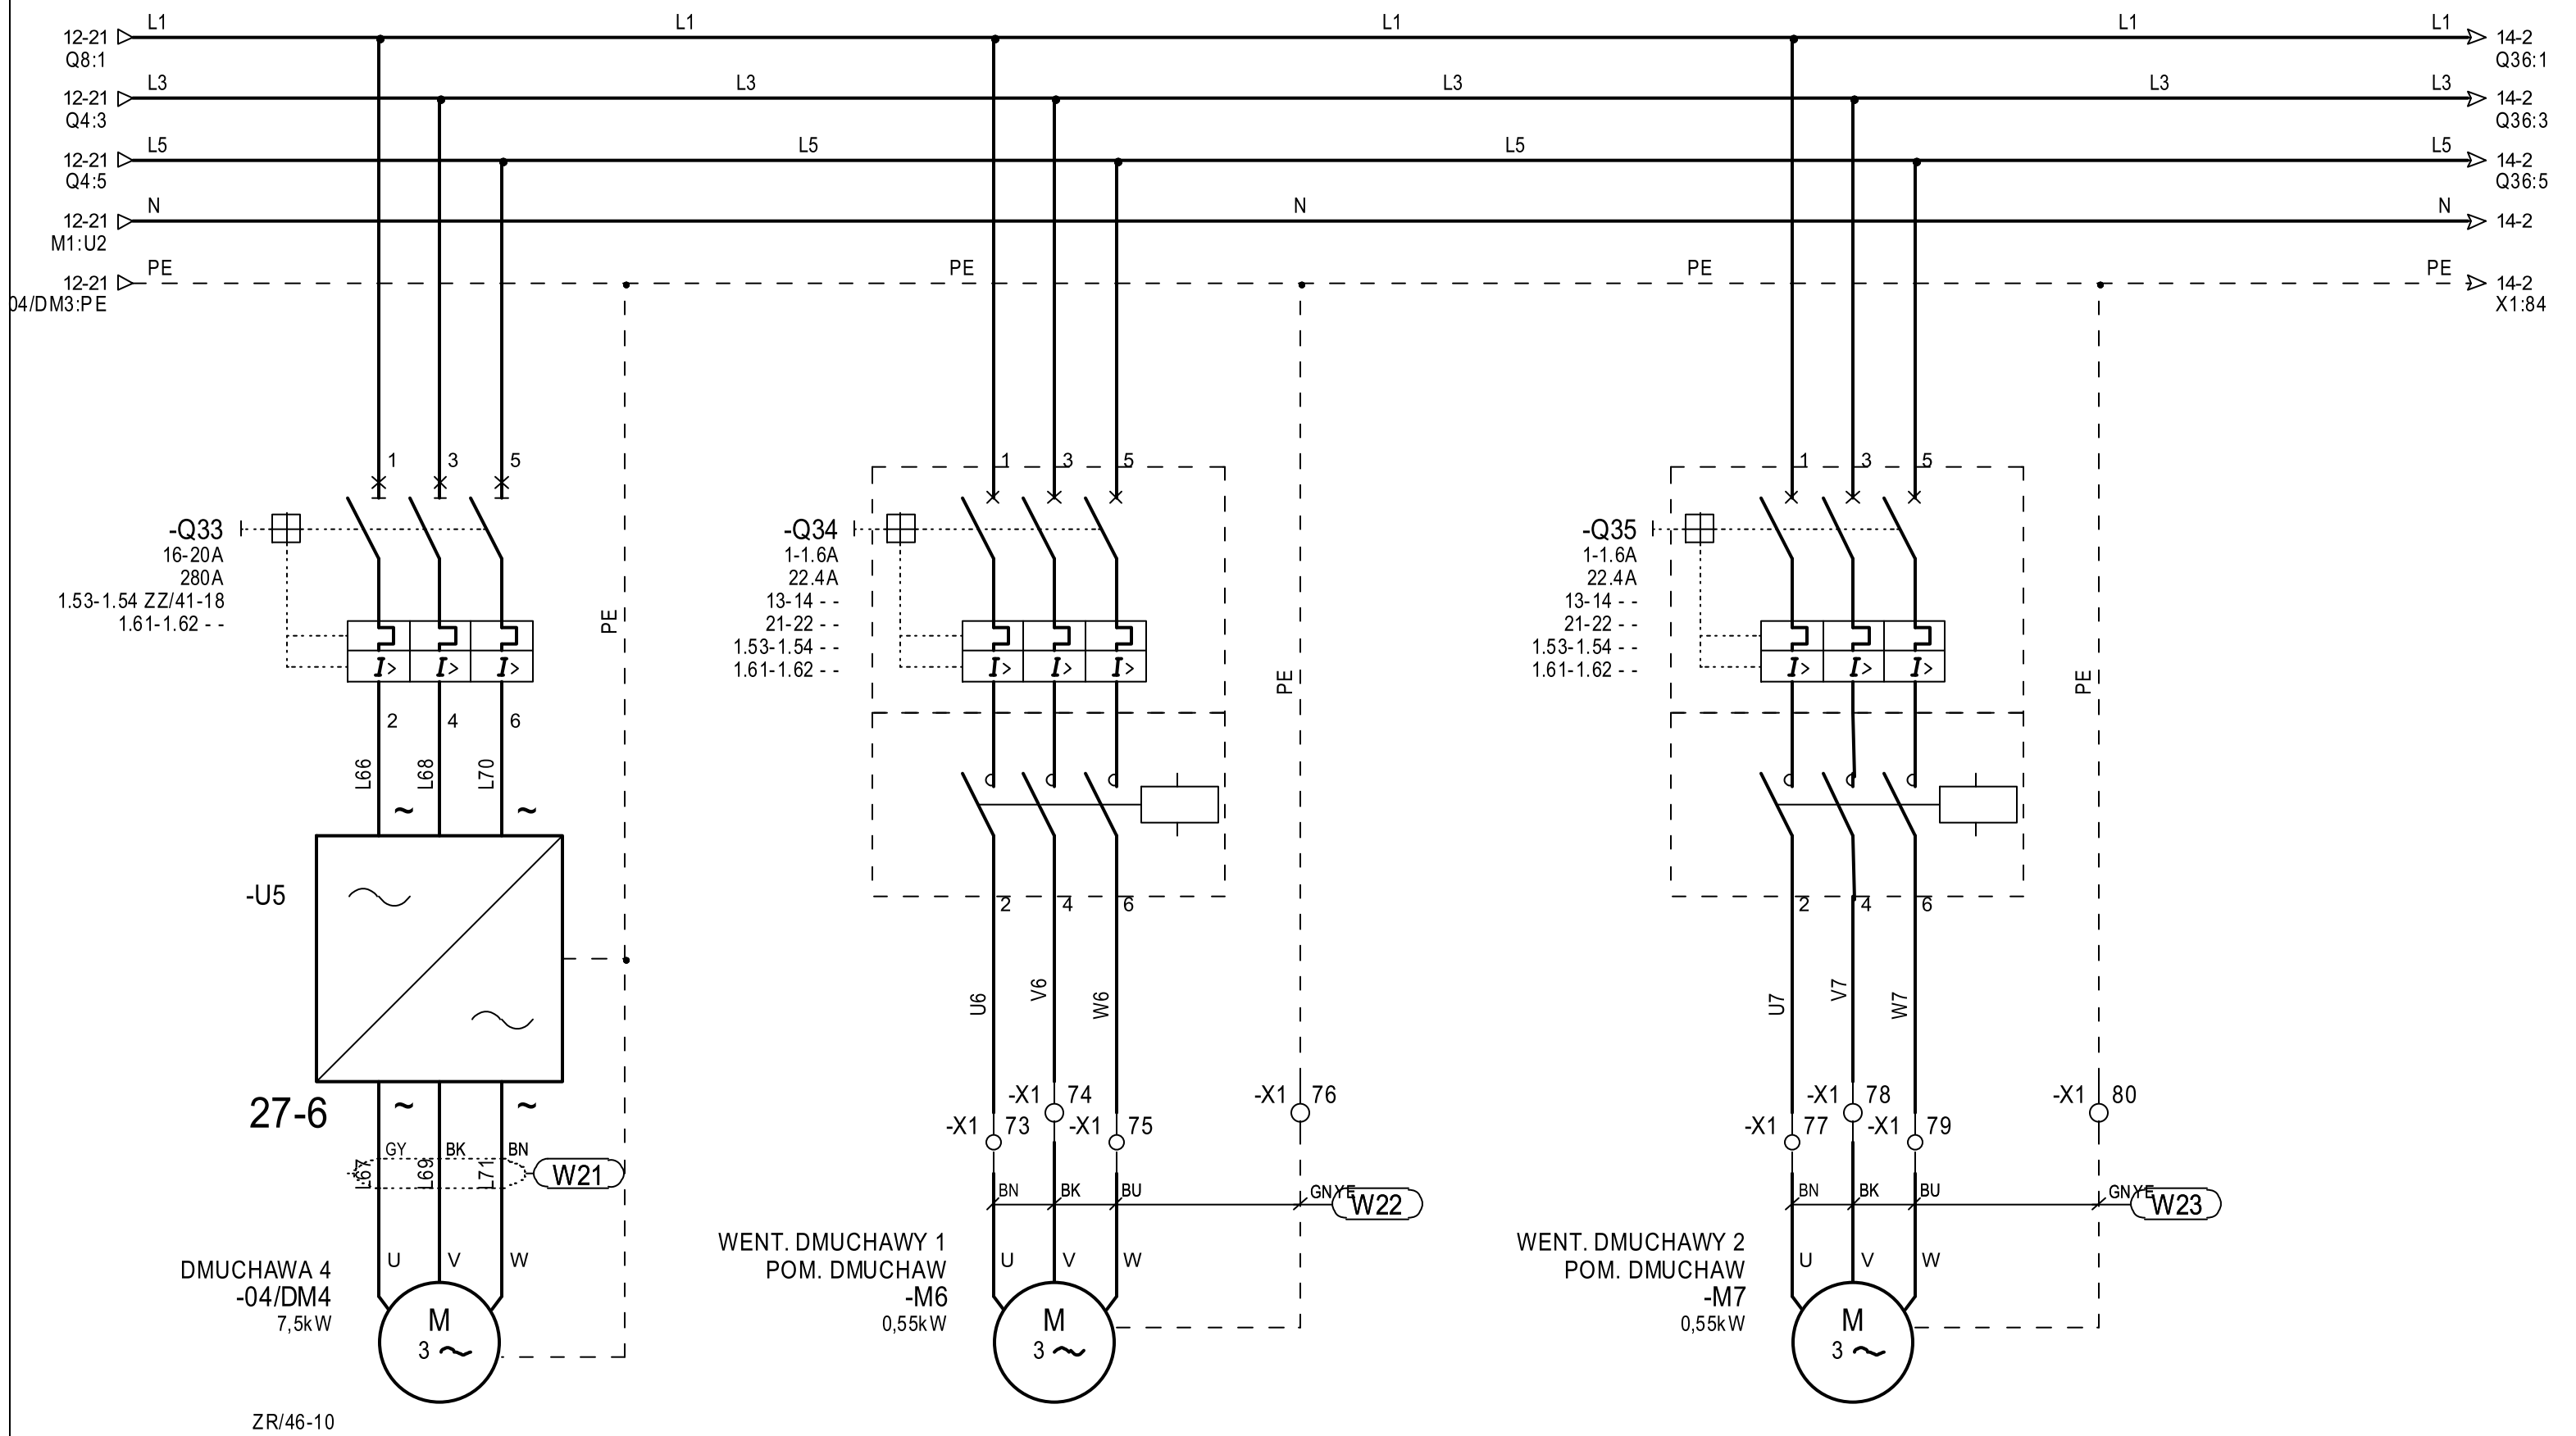 L1 L1 L1 L1 L1
12-21 14-2
Q8:1 Q36:1
L3 L3 L3 L3 L3
12-21 14-2
Q4:3 Q36:3
L5 L5 L5 L5
12-21 14-2
Q4:5 Q36:5
N N N
12-21 14-2
M1:U2
PE PE PE PE
12-21 14-2
04/DM3:PE X1:84
1 3 5
-Q33
16-20A
280A
1.53-1.54 ZZ/41-18
1.61-1.62 - -
I> I> I>
PE
2 4 6
L66 L68 L70
~ ~
-U5
27-6
~ ~
GY BK BN
L67 L69 L71
W21
U V W
DMUCHAWA 4
-04/DM4
7,5kW
M
3 ~
ZR/46-10
1 3 5
-Q34
1-1.6A
22.4A
13-14 - -
21-22 - -
1.53-1.54 - -
1.61-1.62 - -
I> I> I>
PE
2 4 6
U6 V6 W6
-X1 74
-X1 76
-X1 73
-X1 75
BN BK BU GNYE
W22
WENT. DMUCHAWY 1
POM. DMUCHAW
-M6
0,55kW
U V W
M
3 ~
1 3 5
-Q35
1-1.6A
22.4A
13-14 - -
21-22 - -
1.53-1.54 - -
1.61-1.62 - -
I> I> I>
PE
2 4 6
U7 V7 W7
-X1 78
-X1 80
-X1 77
-X1 79
BN BK BU GNYE
W23
WENT. DMUCHAWY 2
POM. DMUCHAW
-M7
0,55kW
U V W
M
3 ~